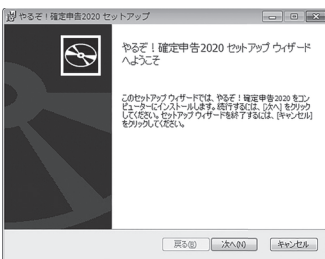 やるぞ！確定申告2020 セットアップ
やるぞ！確定申告2020 セットアップ ウィザード
へようこそ
このセットアップ ウィザードでは、やるぞ！確定申告2020 をコン
ピューターにインストールします。続行するには、[次へ] をクリック
してください。セットアップ ウィザードを終了するには、[キャンセル]
をクリックしてください。
戻る(B) 次へ(N) キャンセル